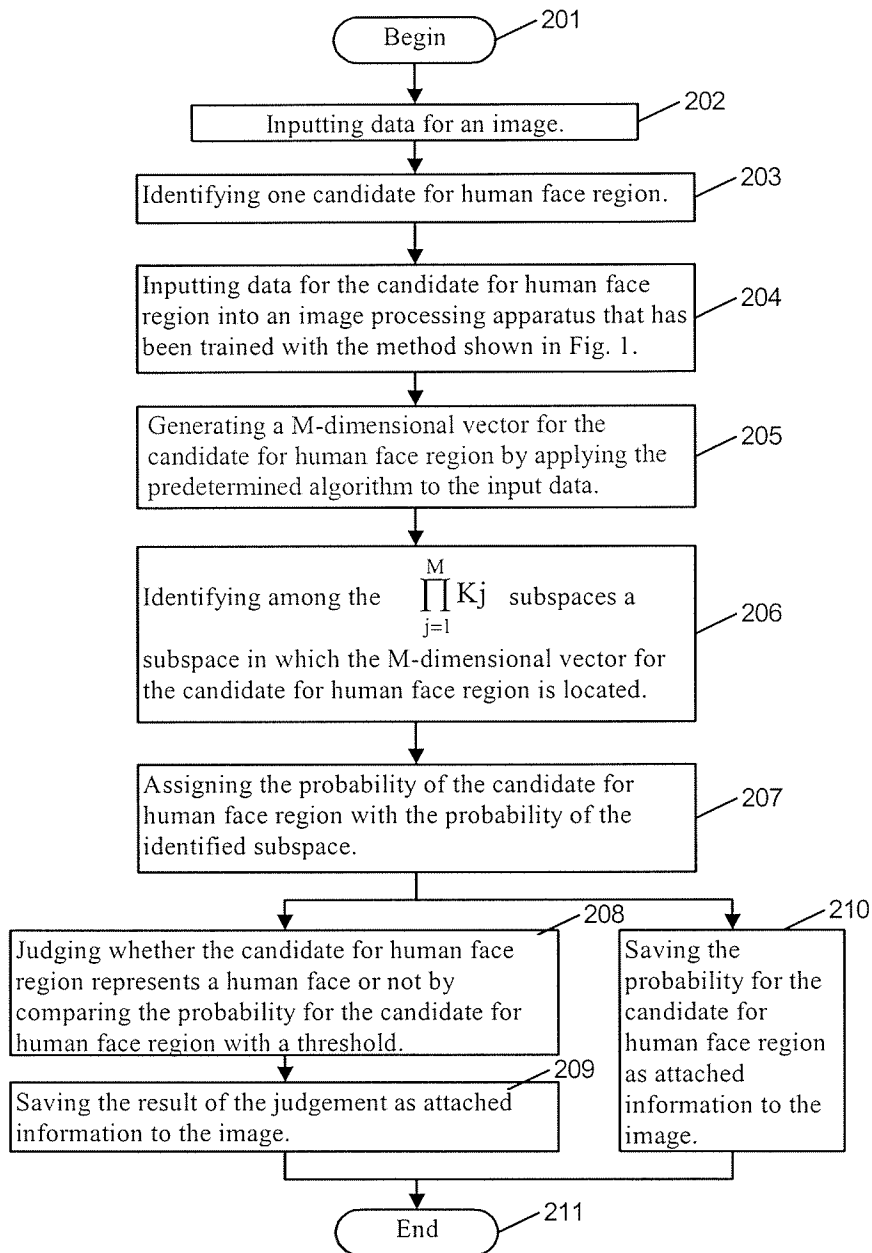 Begin
201
Inputting data for an image.
202
Identifying one candidate for human face region.
203
Inputting data for the candidate for human face
region into an image processing apparatus that has
been trained with the method shown in Fig. 1.
204
Generating a M-dimensional vector for the
candidate for human face region by applying the
predetermined algorithm to the input data.
205
M
Identifying among the ∏ Kj subspaces a
j=1
subspace in which the M-dimensional vector for
the candidate for human face region is located.
206
Assigning the probability of the candidate for
human face region with the probability of the
identified subspace.
207
208
Judging whether the candidate for human face
region represents a human face or not by
comparing the probability for the candidate for
human face region with a threshold.
209
Saving the result of the judgement as attached
information to the image.
210
Saving the
probability for the
candidate for
human face region
as attached
information to the
image.
End
211